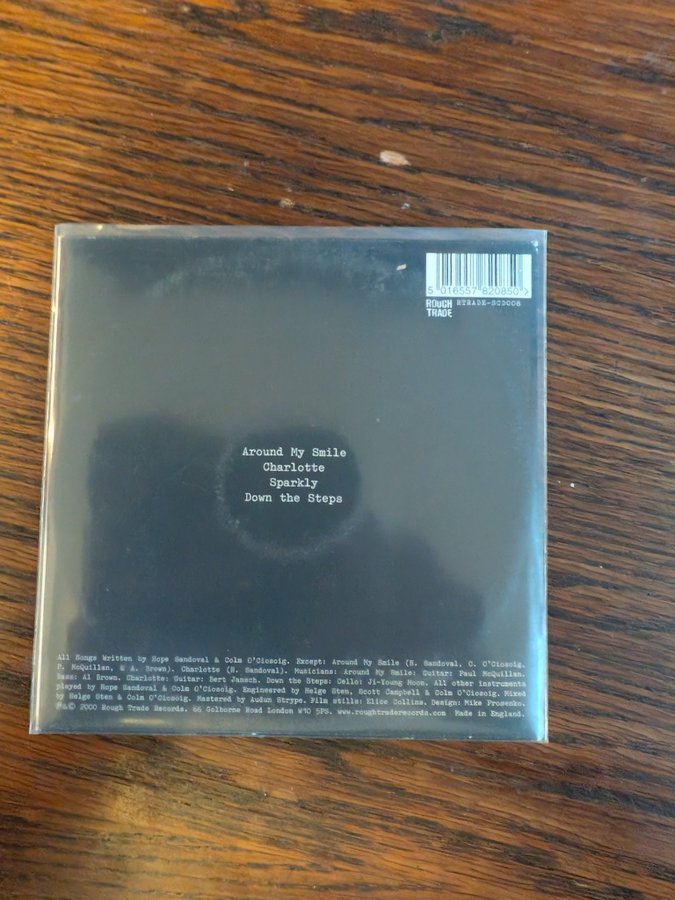 5 016557 820850 >
ROUGH TRADE RTRADE-SCD008
Around My Smile
Charlotte
Sparkly
Down the Steps
All Songs Written by Hope Sandoval & Colm O'Ciosoig. Except: Around My Smile (H. Sandoval, C. O'Ciosoig,
P. McQuillan, & A. Brown). Charlotte (H. Sandoval). Musicians: Around My Smile: Guitar: Paul McQuillan.
Bass: Al Brown. Charlotte: Guitar: Bert Jansch. Down the Steps: Cello: Ji-Young Moon. All other instruments
played by Hope Sandoval & Colm O'Ciosoig. Engineered by Helge Sten, Scott Campbell & Colm O'Ciosoig. Mixed
by Helge Sten & Colm O'Ciosoig. Mastered by Audun Strype. Film stills: Elice Collins. Design: Mike Prosenko.
℗&© 2000 Rough Trade Records. 66 Golborne Road London W10 5PS. www.roughtraderecords.com Made in England.